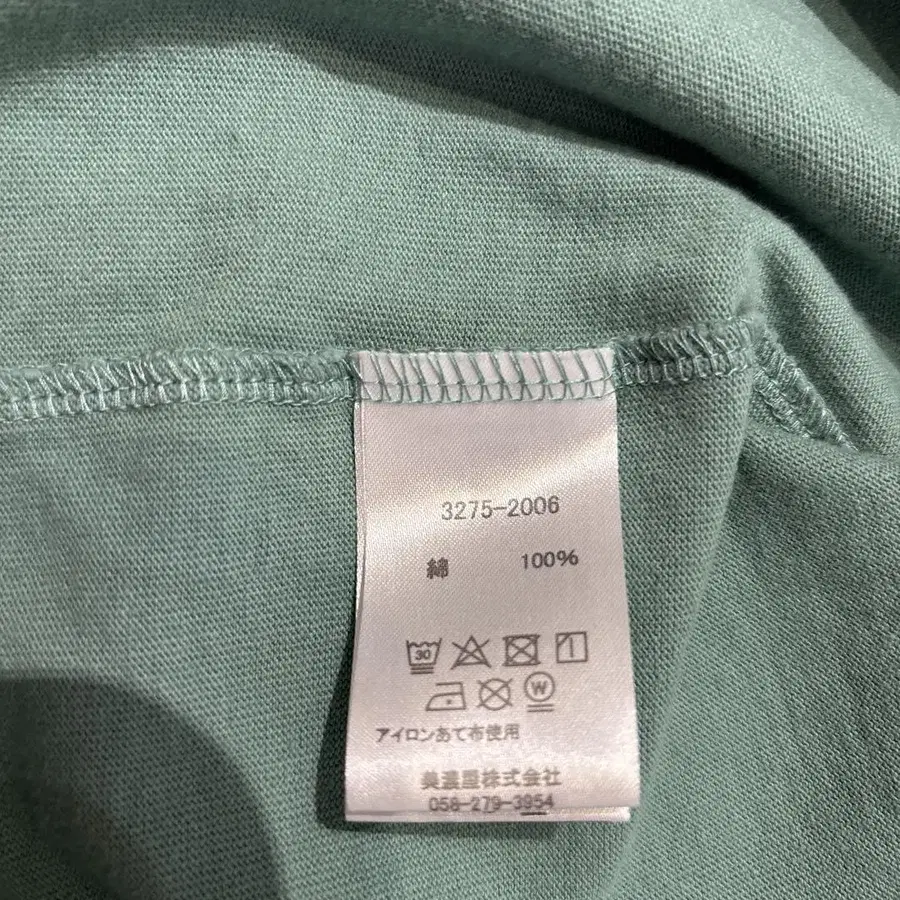 3275-2006
綿 100%
30
W
アイロンあて布使用
美濃屋株式会社
058-279-3954